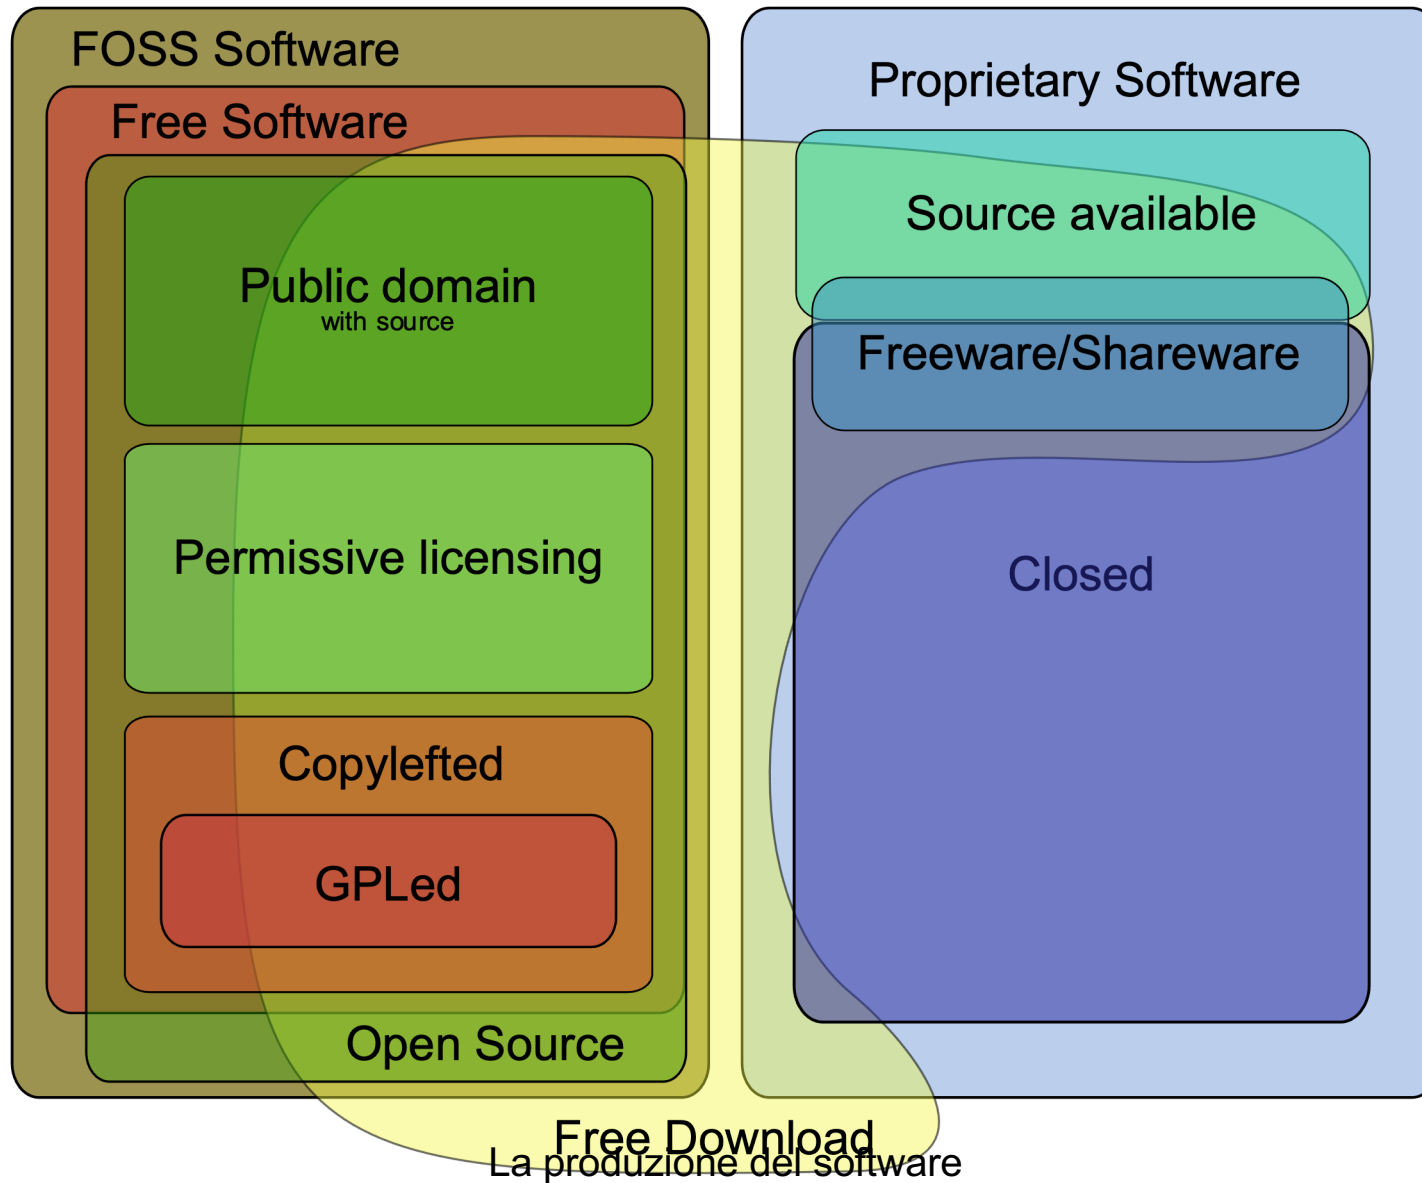 FOSS Software
Free Software
Public domain
with source
Permissive licensing
Copylefted
GPLed
Open Source
Proprietary Software
Source available
Freeware/Shareware
Closed
Free Download
La produzione del software